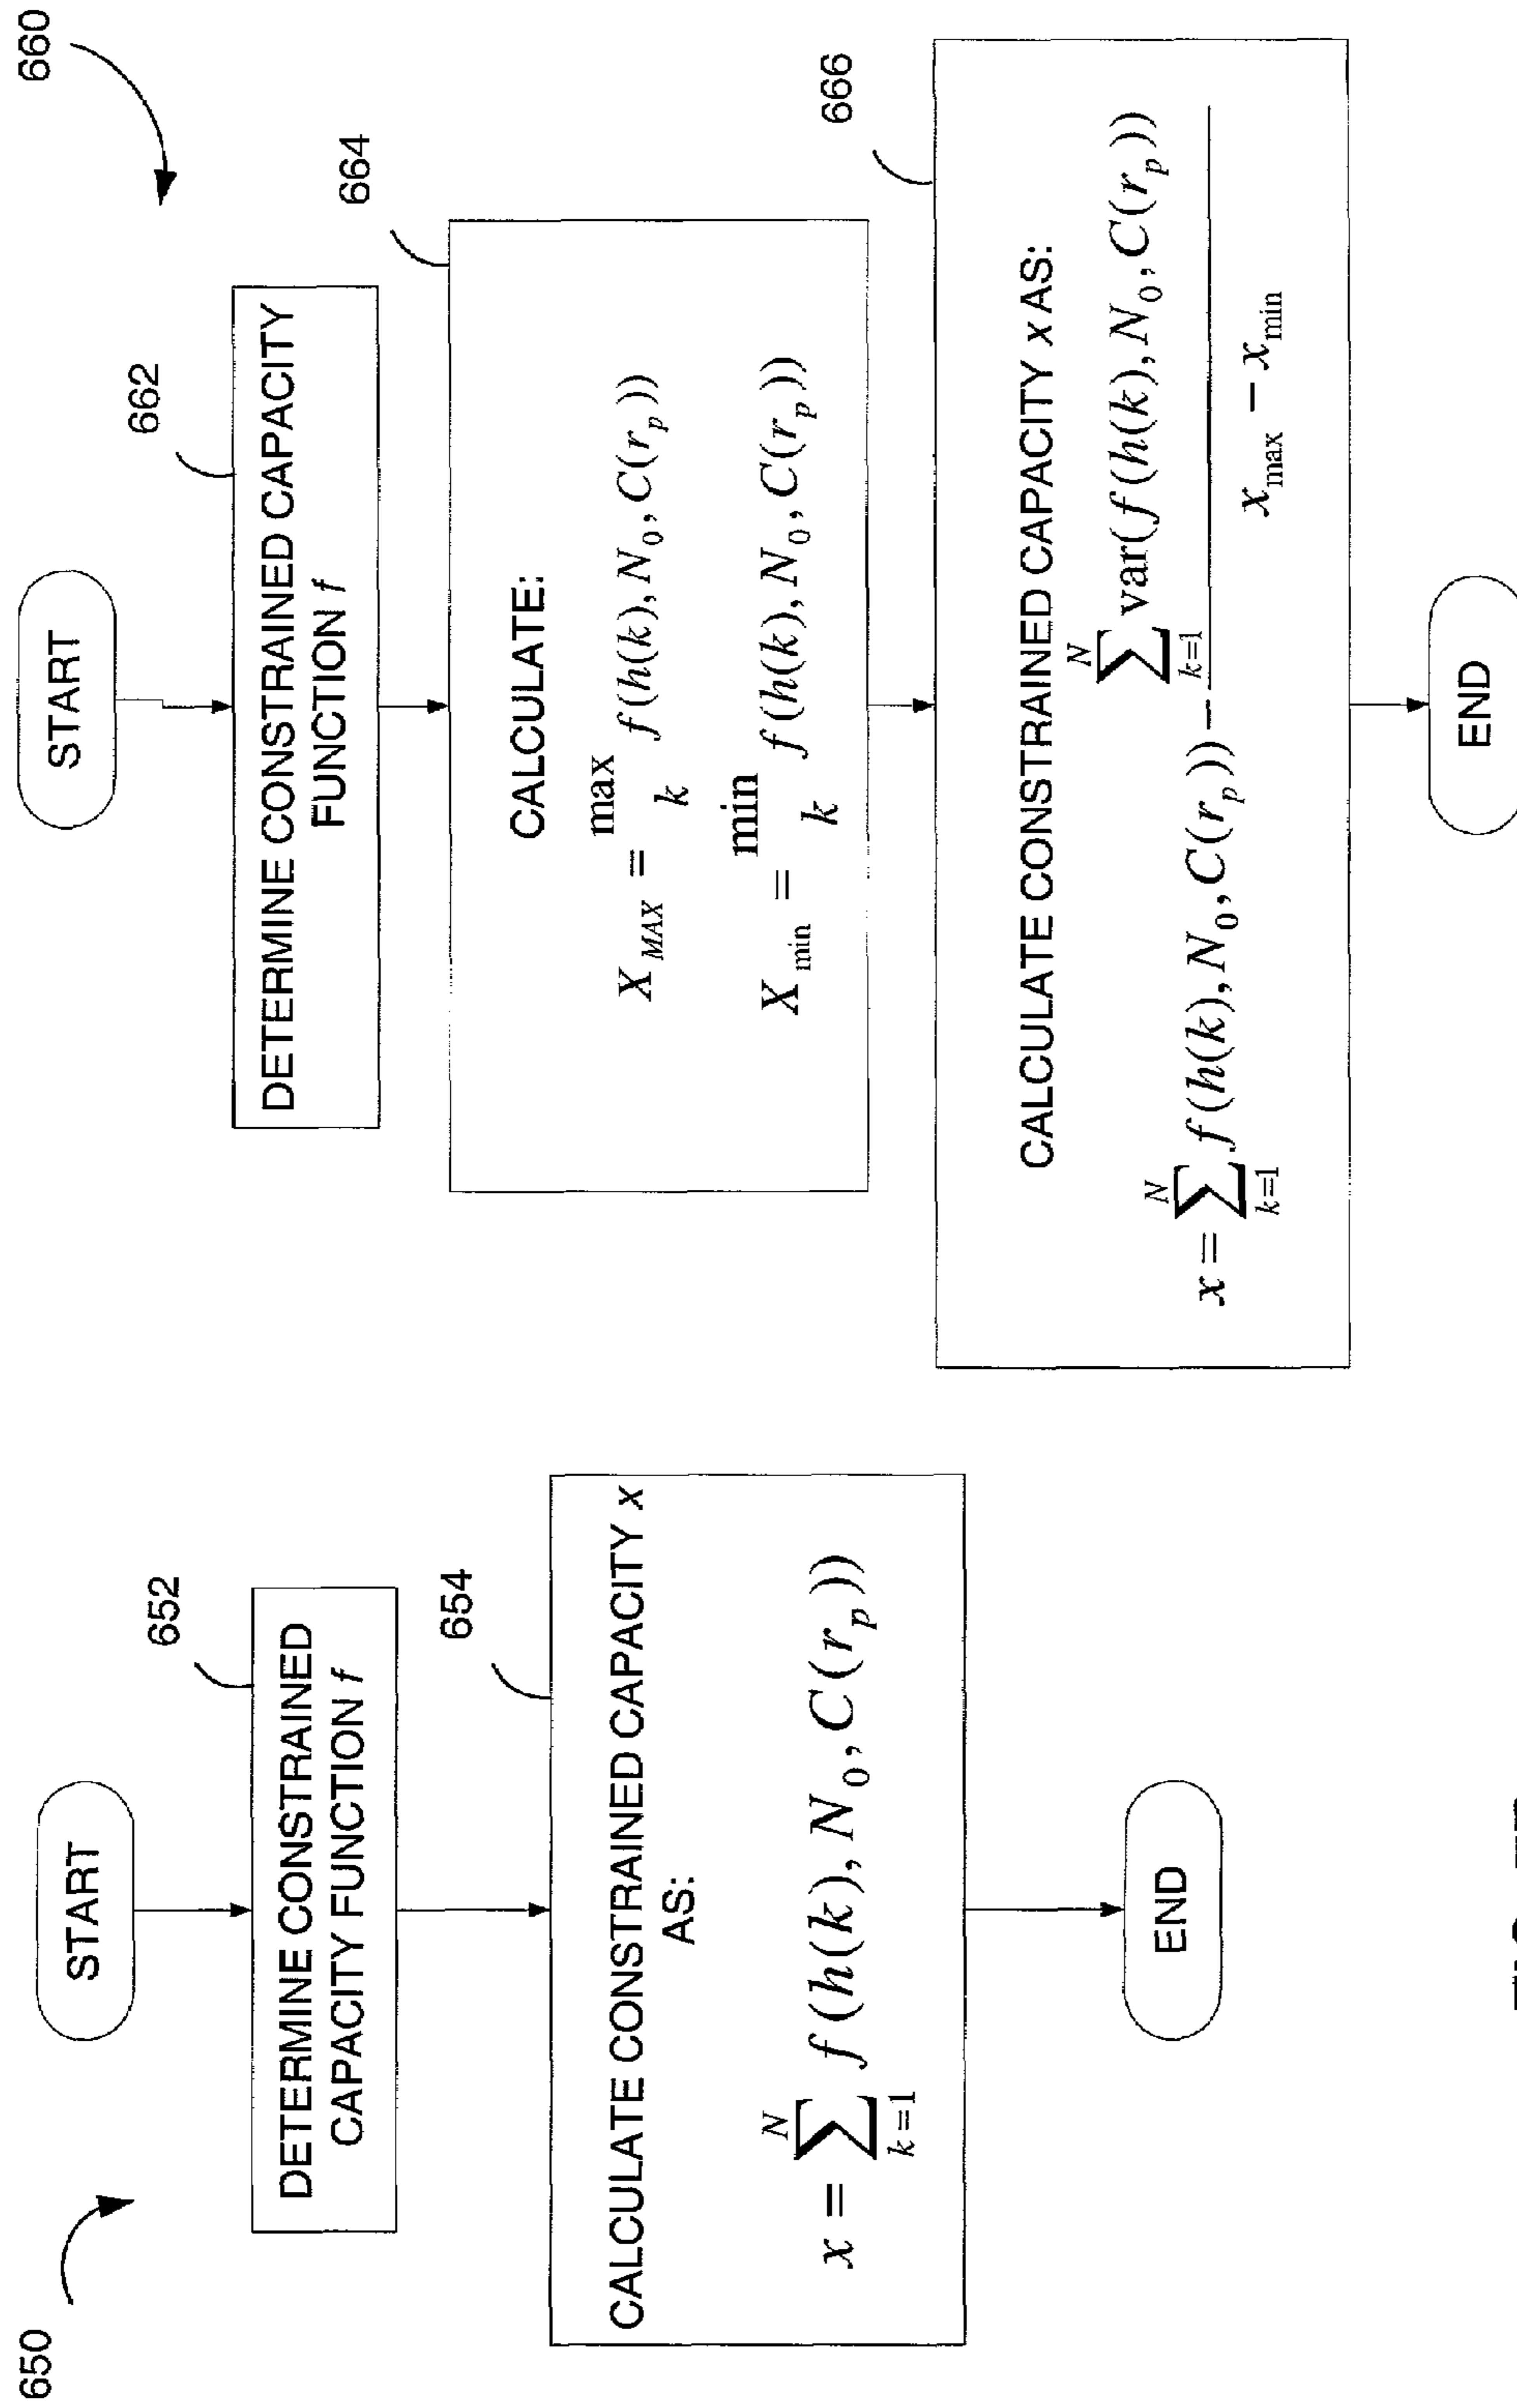 650
START
652
DETERMINE CONSTRAINED
CAPACITY FUNCTION f
654
CALCULATE CONSTRAINED CAPACITY x
AS:
x = \sum_{k=1}^{N} f(h(k), N_0, C(r_p))
END
660
START
662
DETERMINE CONSTRAINED CAPACITY
FUNCTION f
664
CALCULATE:
X_{MAX} = \max_k f(h(k), N_0, C(r_p))
X_{min} = \min_k f(h(k), N_0, C(r_p))
666
CALCULATE CONSTRAINED CAPACITY x AS:
x = \sum_{k=1}^{N} f(h(k), N_0, C(r_p)) - \frac{\sum_{k=1}^{N} var(f(h(k), N_0, C(r_p))}{x_{max} - x_{min}}
END